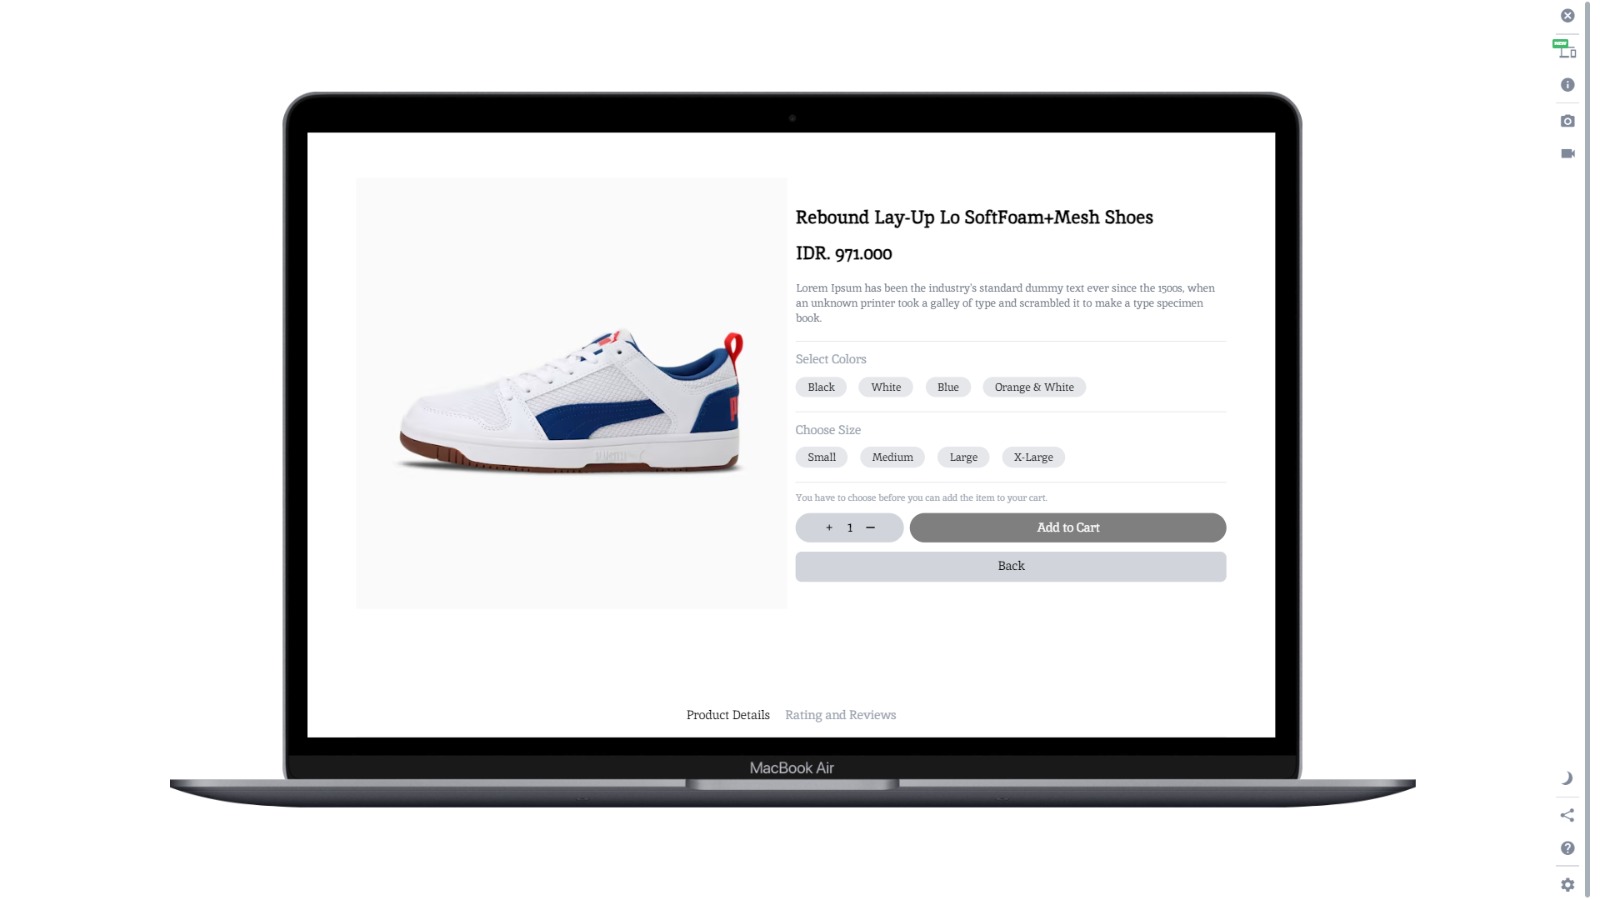 Rebound Lay-Up Lo SoftFoam+Mesh Shoes
IDR. 971.000
Lorem Ipsum has been the industry's standard dummy text ever since the 1500s, when
an unknown printer took a galley of type and scrambled it to make a type specimen
book.
Select Colors
Black White Blue Orange & White
Choose Size
Small Medium Large X-Large
You have to choose before you can add the item to your cart.
+ 1 − Add to Cart
Back
Product Details Rating and Reviews
MacBook Air